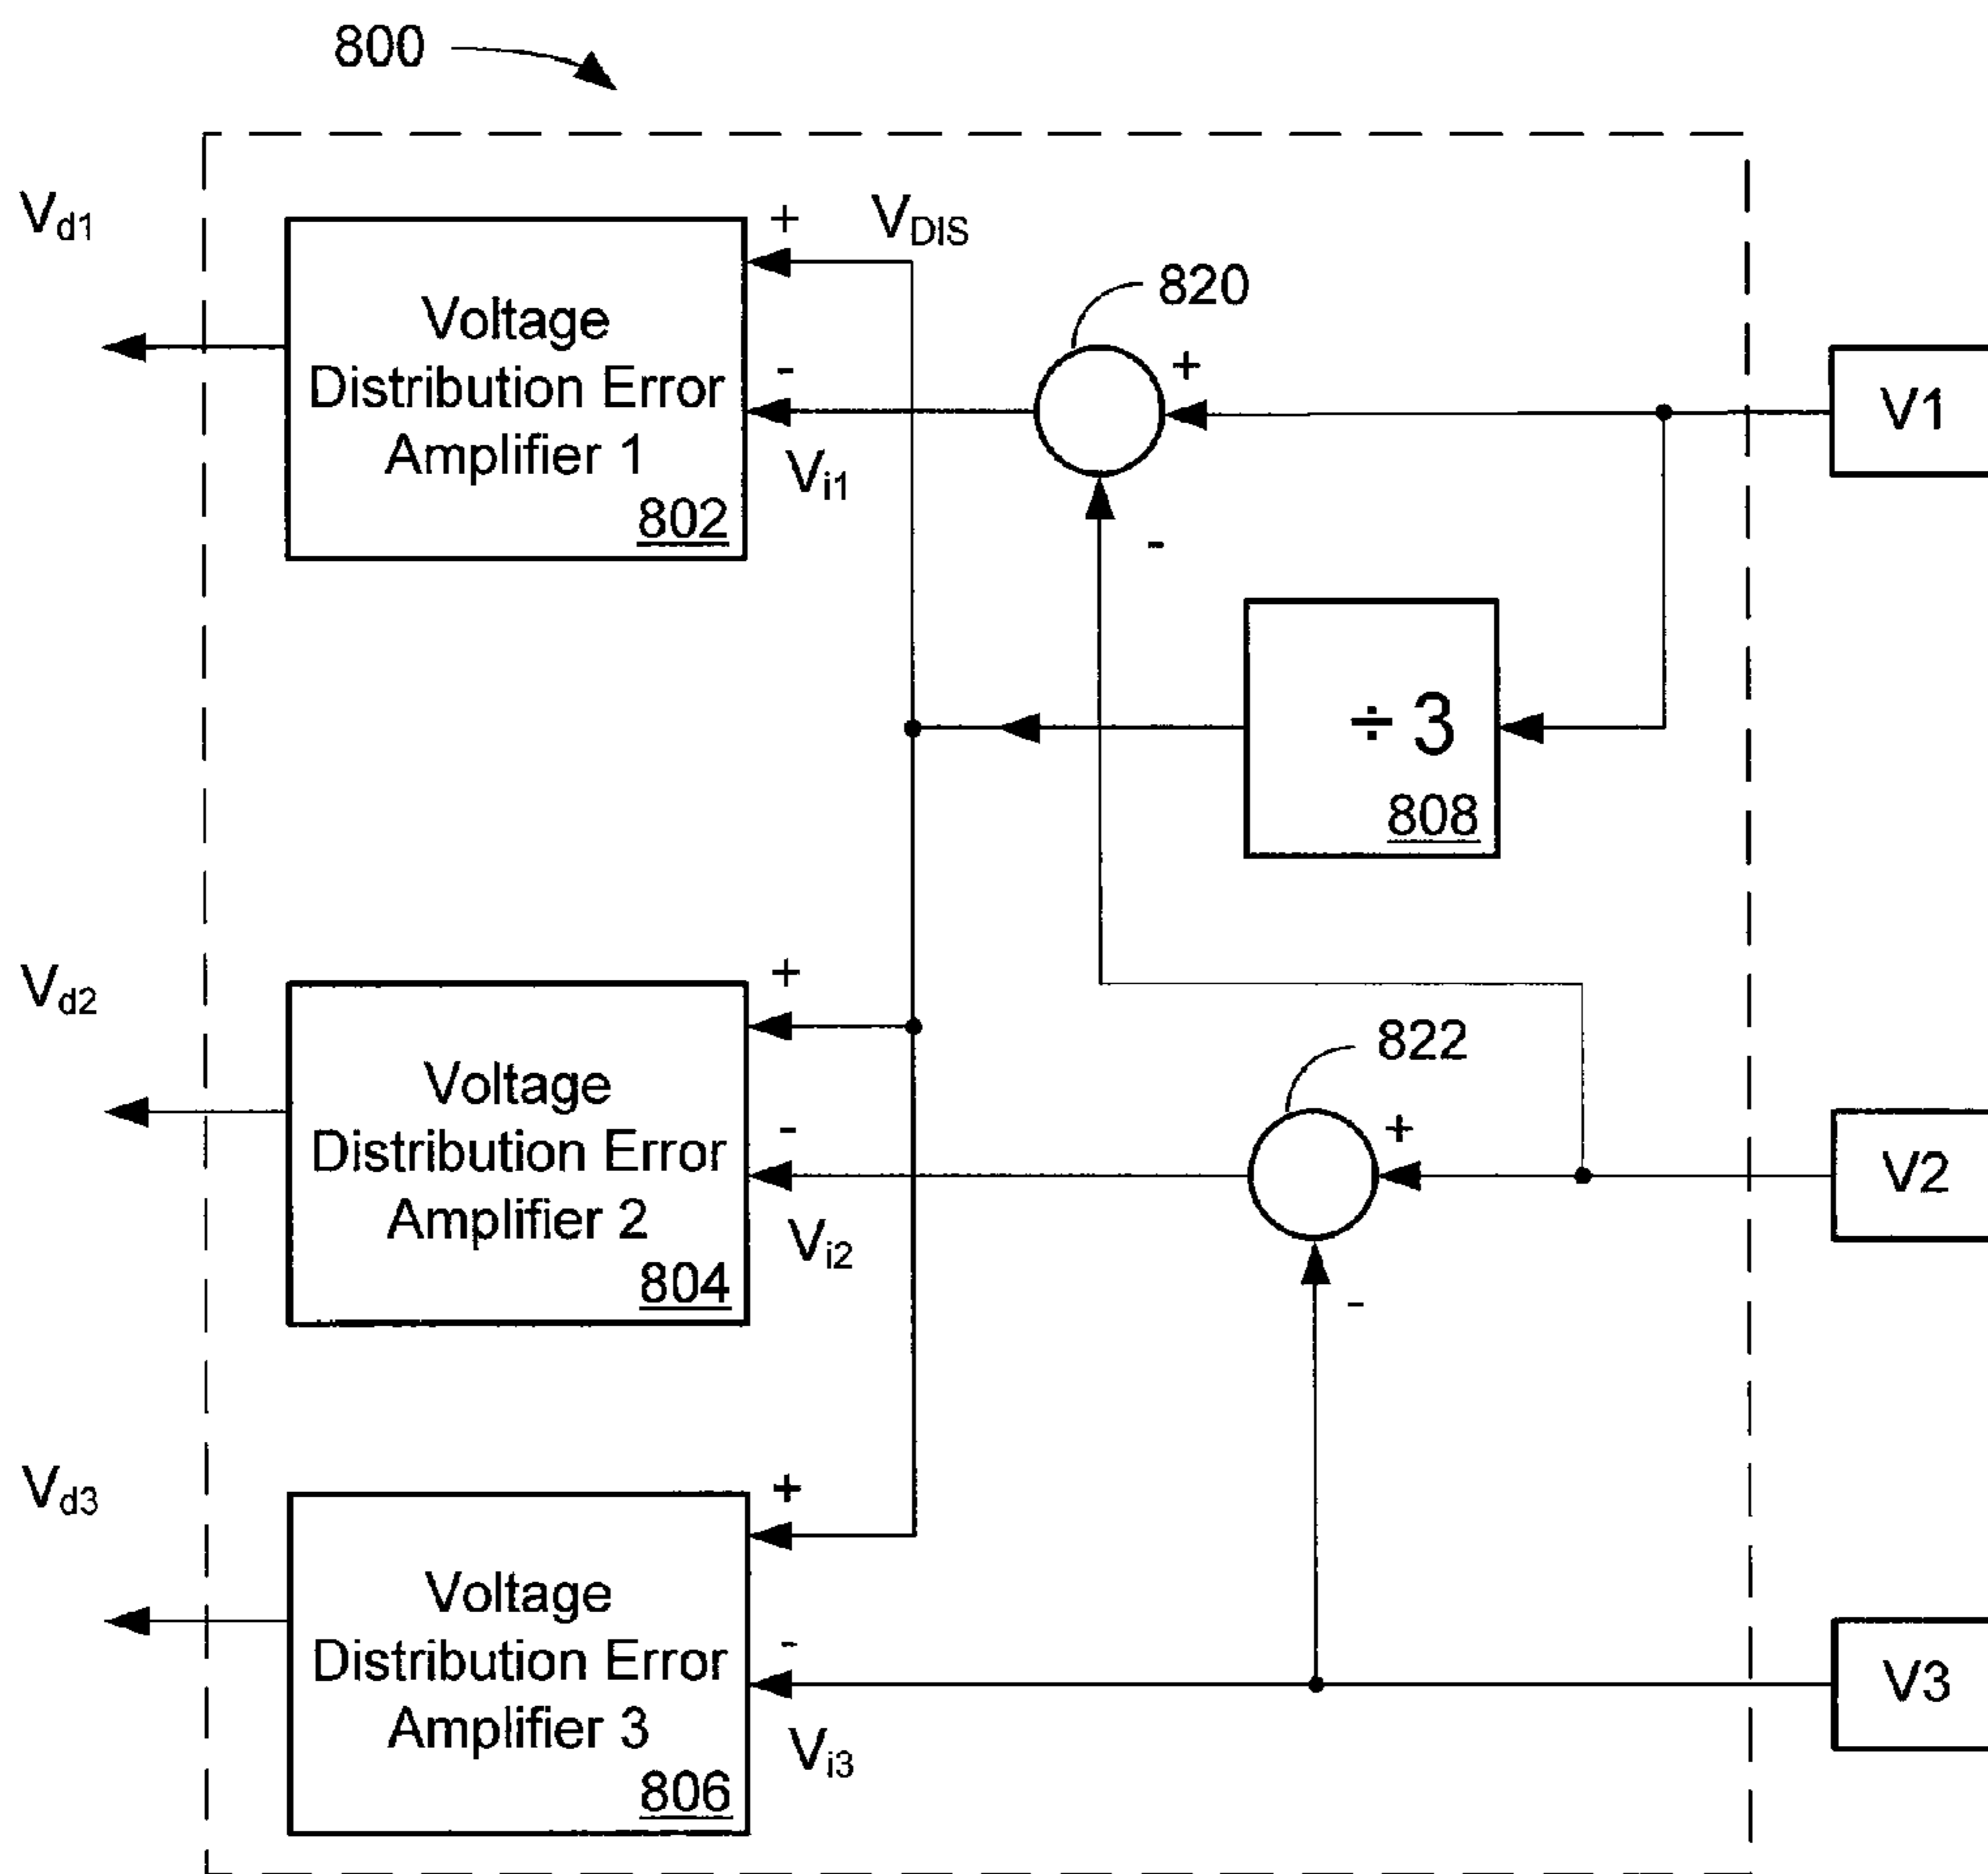 800
Vd1
+
VDIS
820
Voltage
Distribution Error
Amplifier 1
802
-
Vi1
+
V1
-
÷ 3
808
Vd2
+
822
Voltage
Distribution Error
Amplifier 2
804
-
Vi2
+
V2
-
Vd3
+
Voltage
Distribution Error
Amplifier 3
806
-
Vi3
V3